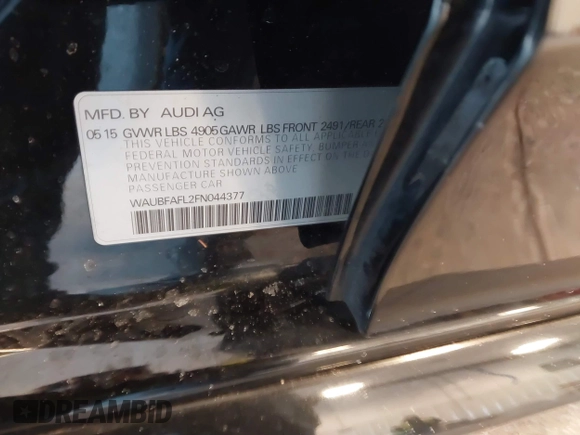 MFD. BY AUDI AG
05 15 GVWR LBS 4905 GAWR LBS FRONT 2491/REAR 2
THIS VEHICLE CONFORMS TO ALL APPLICABLE
FEDERAL MOTOR VEHICLE SAFETY, BUMPER A
PREVENTION STANDARDS IN EFFECT ON
MANUFACTURE SHOWN ABOVE
PASSENGER CAR
WAUBFAFL2FN044377
DREAMBID